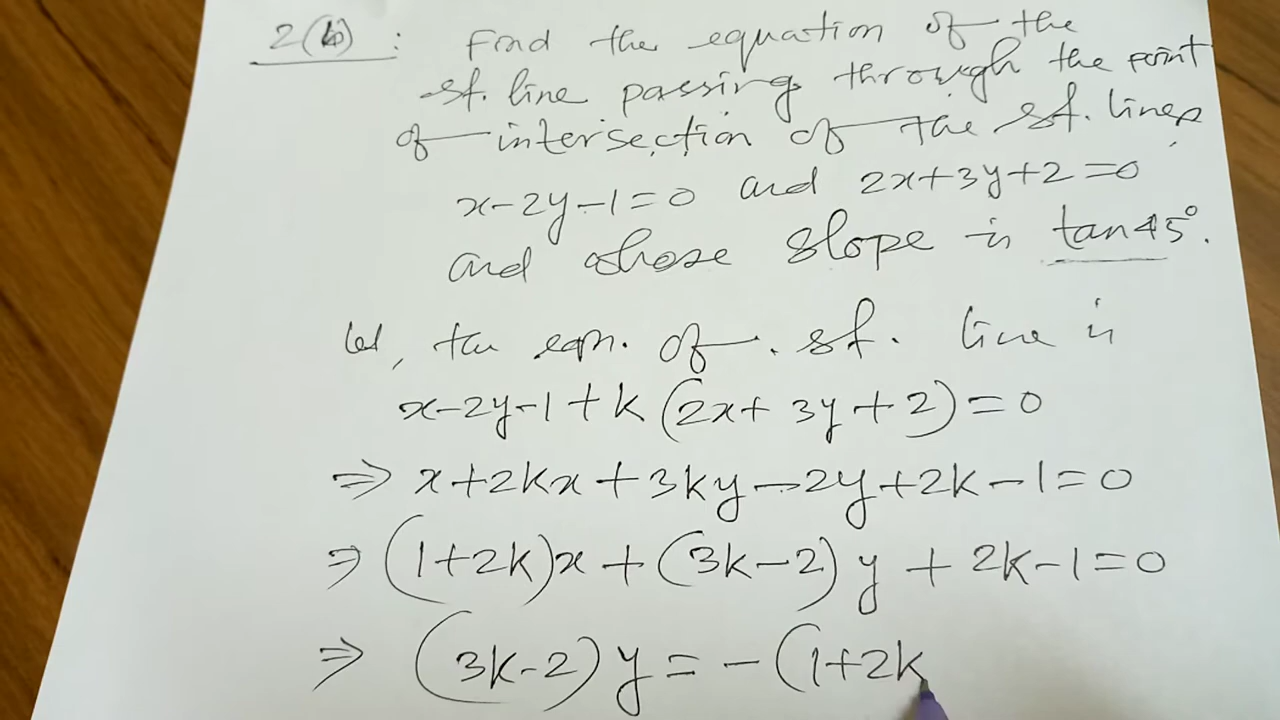 2(b) : Find the equation of the
st. line passing through the point
of intersection of the st. lines
x-2y-1=0 and 2x+3y+2=0
and whose slope is tan45°.
Let, the eqn. of . st. line is
x-2y-1+k(2x+3y+2)=0
⇒ x+2kx+3ky-2y+2k-1=0
⇒ (1+2k)x+(3k-2)y+2k-1=0
⇒ (3k-2)y=-(1+2k